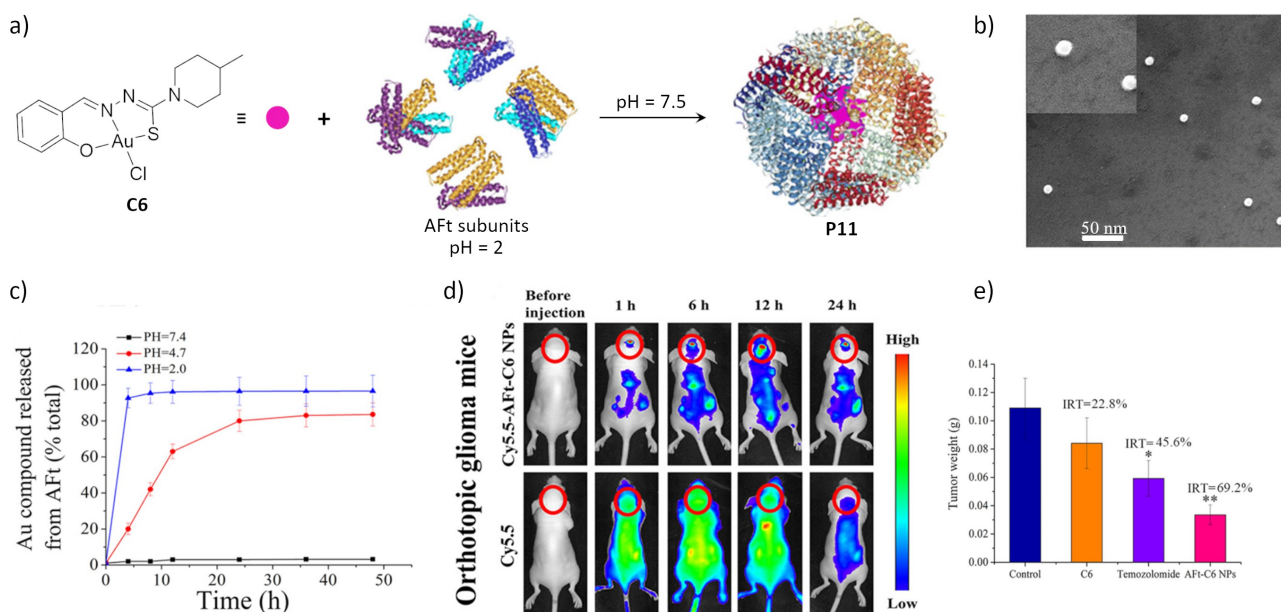 a)
N
N
N
O
Au
S
Cl
C6
≡
+
AFt subunits
pH = 2
pH = 7.5
P11
b)
50 nm
c)
Au compound released
from AFt (% total)
120
100
80
60
40
20
0
PH=7.4
PH=4.7
PH=2.0
0 10 20 30 40 50
Time (h)
d)
Orthotopic glioma mice
Before
injection
1 h
6 h
12 h
24 h
Cy5.5-AFt-C6 NPs
Cy5.5
High
Low
e)
Tumor weight (g)
0.14
0.12
0.10
0.08
0.06
0.04
0.02
0.00
IRT=22.8%
IRT=45.6%
*
IRT=69.2%
**
Control C6 Temozolomide AFt-C6 NPs